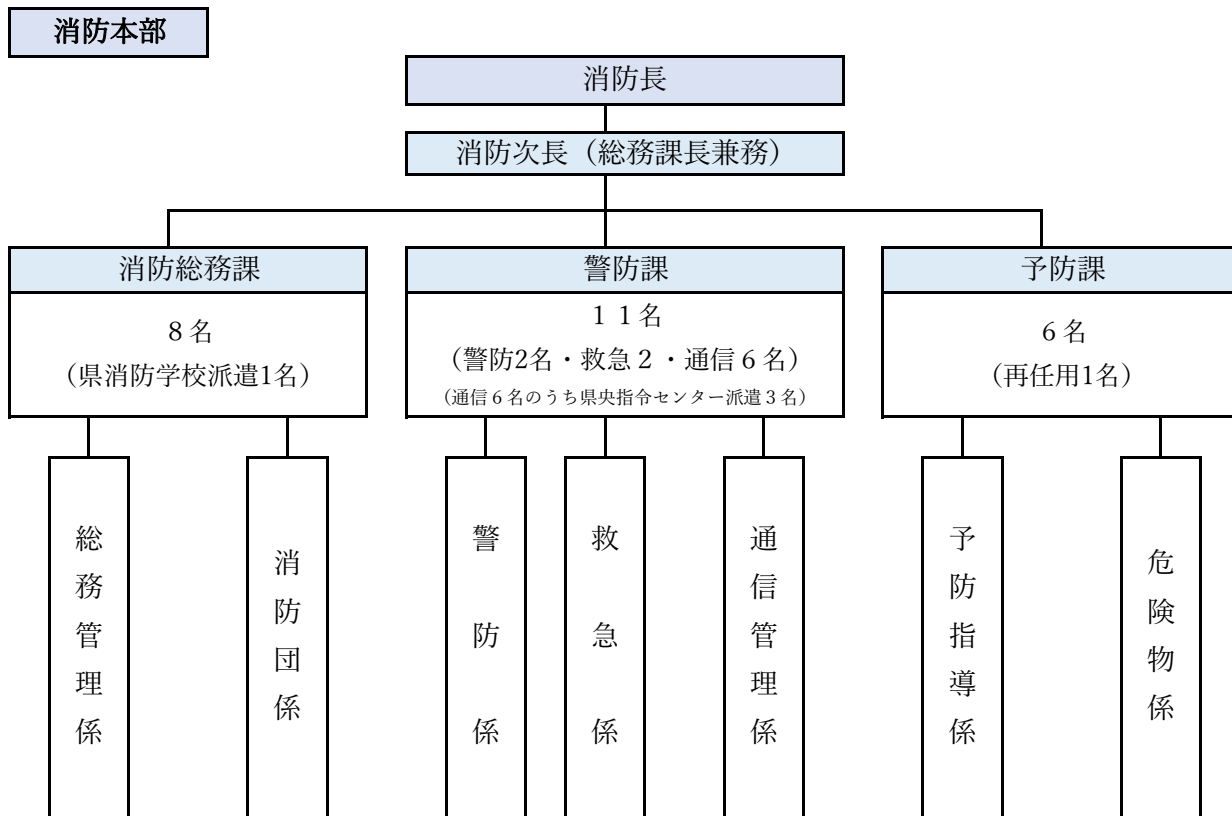 消防本部
消防長
消防次長（総務課長兼務）
消防総務課
８名
（県消防学校派遣1名）
警防課
１１名
（警防2名・救急２・通信６名）
（通信６名のうち県央指令センター派遣３名）
予防課
６名
（再任用1名）
総務管理係
消防団係
警防係
救急係
通信管理係
予防指導係
危険物係